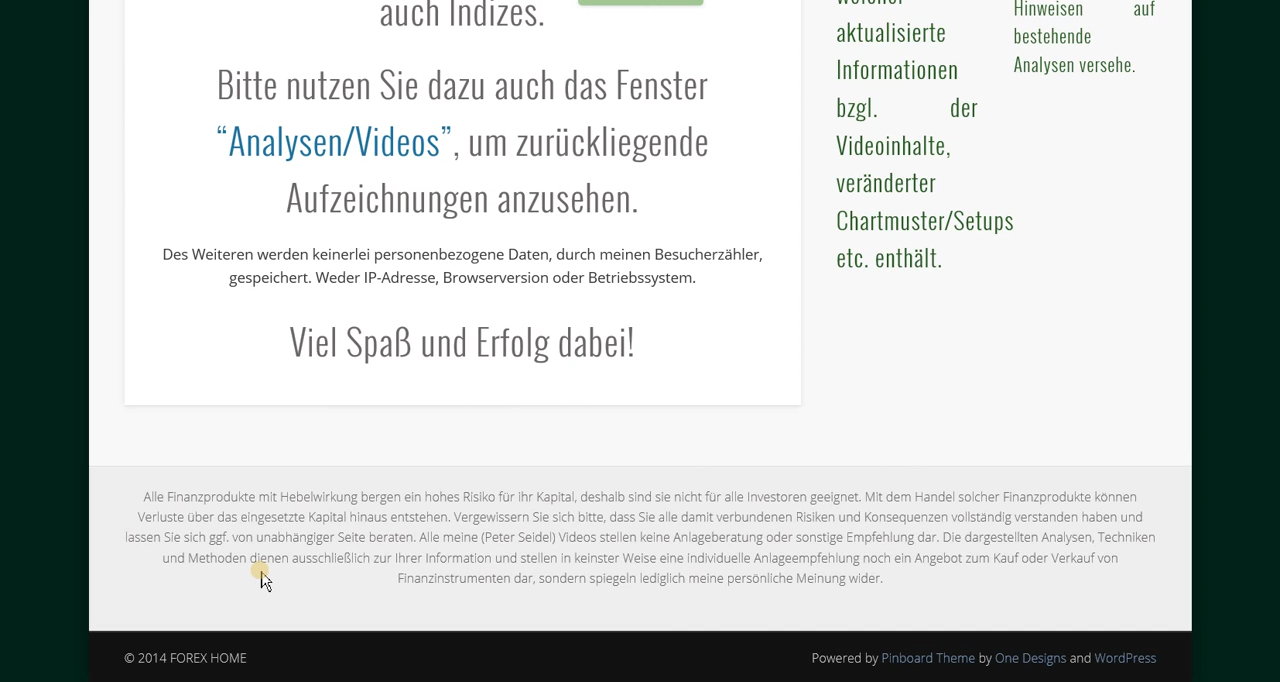 auch Indizes.
Bitte nutzen Sie dazu auch das Fenster
“Analysen/Videos”, um zurückliegende
Aufzeichnungen anzusehen.
Des Weiteren werden keinerlei personenbezogene Daten, durch meinen Besucherzähler,
gespeichert. Weder IP-Adresse, Browserversion oder Betriebssystem.
Viel Spaß und Erfolg dabei!
aktualisierte
Informationen
bzgl. der
Videoinhalte,
veränderter
Chartmuster/Setups
etc. enthält.
Hinweisen auf
bestehende
Analysen versehe.
Alle Finanzprodukte mit Hebelwirkung bergen ein hohes Risiko für ihr Kapital, deshalb sind sie nicht für alle Investoren geeignet. Mit dem Handel solcher Finanzprodukte können
Verluste über das eingesetzte Kapital hinaus entstehen. Vergewissern Sie sich bitte, dass Sie alle damit verbundenen Risiken und Konsequenzen vollständig verstanden haben und
lassen Sie sich ggf. von unabhängiger Seite beraten. Alle meine (Peter Seidel) Videos stellen keine Anlageberatung oder sonstige Empfehlung dar. Die dargestellten Analysen, Techniken
und Methoden dienen ausschließlich zur Ihrer Information und stellen in keinster Weise eine individuelle Anlageempfehlung noch ein Angebot zum Kauf oder Verkauf von
Finanzinstrumenten dar, sondern spiegeln lediglich meine persönliche Meinung wider.
© 2014 FOREX HOME
Powered by Pinboard Theme by One Designs and WordPress